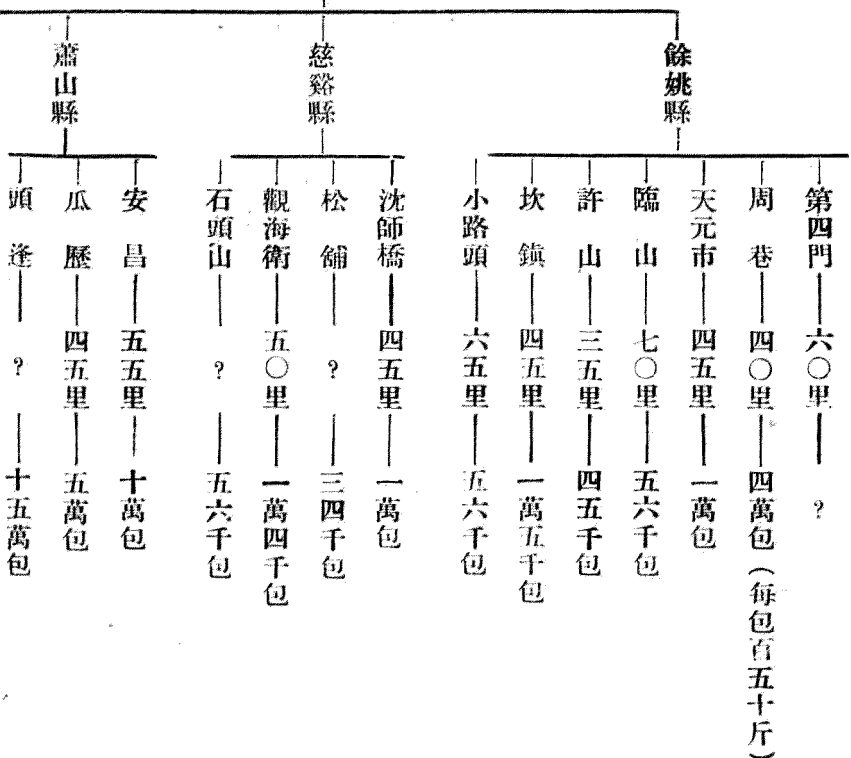 餘姚縣
第四門——六〇里——?
周巷——四〇里——四萬包(每包百五十斤)
天元市——四五里——一萬包
臨山——七〇里——五六千包
許山——三五里——四五千包
坎鎮——四五里——一萬五千包
小路頭——六五里——五六千包
慈谿縣
沈師橋——四五里——一萬包
松舖——?——三四千包
觀海衛——五〇里——一萬四千包
石頭山——?——五六千包
蕭山縣
安昌——五五里——十萬包
瓜歷——四五里——五萬包
頭逢——?——十五萬包